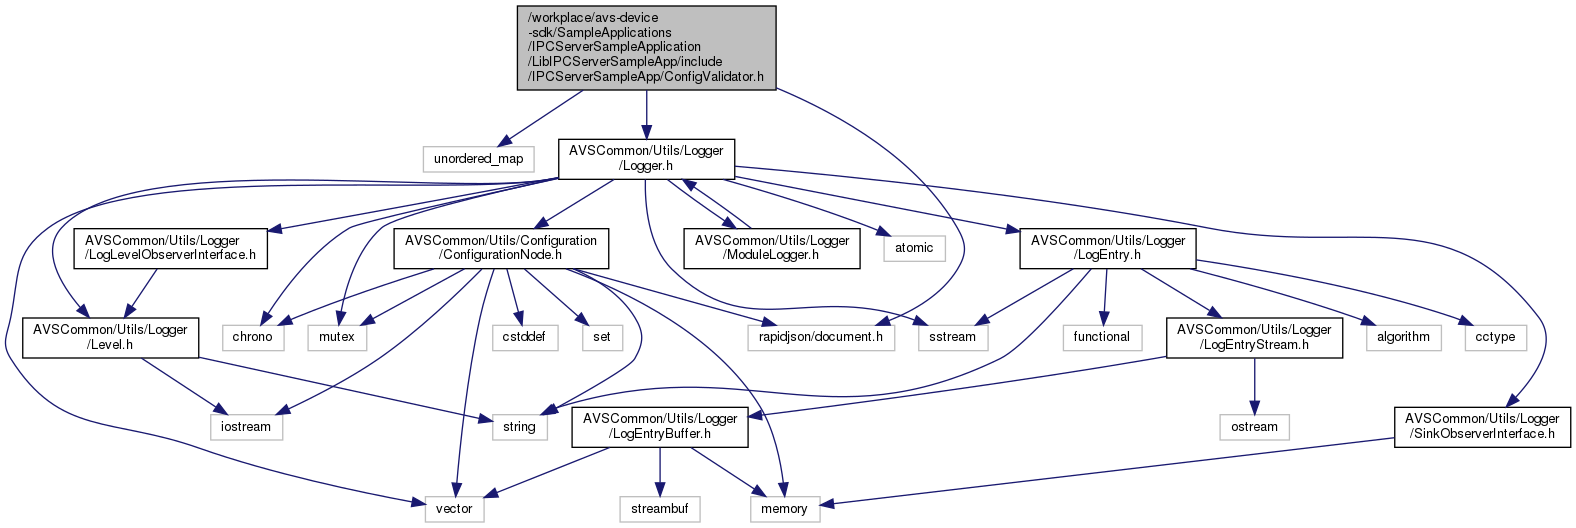 /workplace/avs-device
-sdk/SampleApplications
/IPCServerSampleApplication
/LibIPCServerSampleApp/include
/IPCServerSampleApp/ConfigValidator.h
unordered_map
AVSCommon/Utils/Logger
/Logger.h
AVSCommon/Utils/Logger
/LogLevelObserverInterface.h
AVSCommon/Utils/Configuration
/ConfigurationNode.h
AVSCommon/Utils/Logger
/ModuleLogger.h
atomic
AVSCommon/Utils/Logger
/LogEntry.h
AVSCommon/Utils/Logger
/Level.h
chrono
mutex
cstddef
set
rapidjson/document.h
sstream
functional
AVSCommon/Utils/Logger
/LogEntryStream.h
algorithm
cctype
iostream
string
AVSCommon/Utils/Logger
/LogEntryBuffer.h
ostream
AVSCommon/Utils/Logger
/SinkObserverInterface.h
vector
streambuf
memory